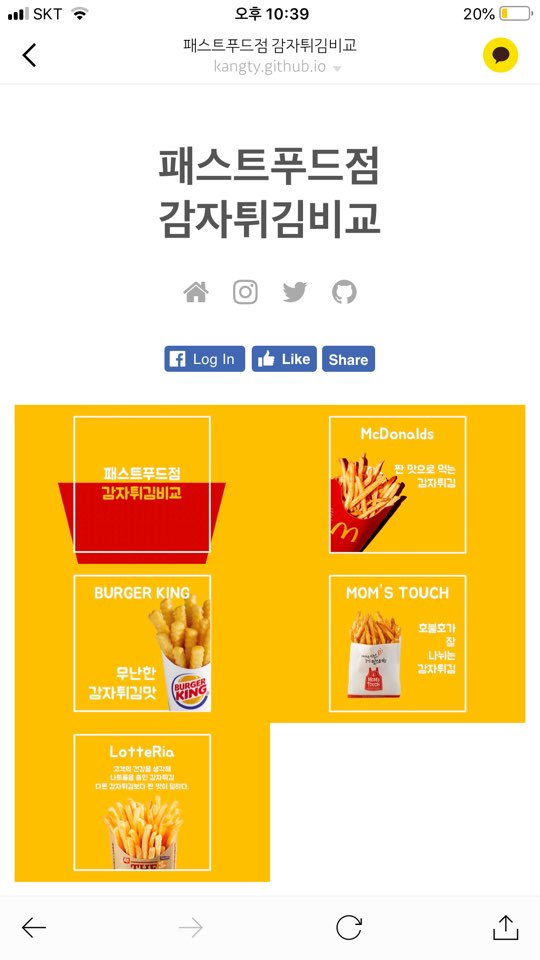 SKT 오후 10:39 20%
패스트푸드점 감자튀김비교
kangty.github.io
패스트푸드점
감자튀김비교
Log In Like Share
패스트푸드점
감자튀김비교
McDonalds
짠 맛으로 먹는
감자튀김
BURGER KING
무난한
감자튀김맛
BURGER
KING
MOM'S TOUCH
호불호가
잘
나뉘는
감자튀김
MOM'S
TOUCH
LotteRia
고객의 건강을 생각해
나트륨을 줄인 감자튀김
다른 감자튀김보다 짠 맛이 덜하다.
THE